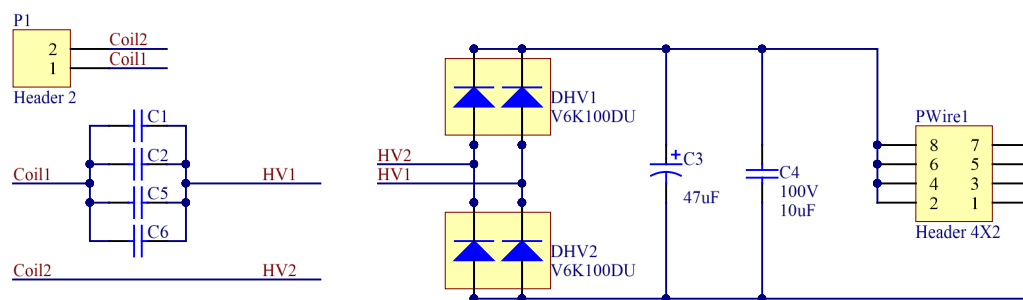 P1
2
1
Coil2
Coil1
Header 2
C1
C2
C5
C6
Coil1
HV1
Coil2
HV2
HV2
HV1
DHV1
V6K100DU
DHV2
V6K100DU
+
C3
47uF
C4
100V
10uF
PWire1
8 7
6 5
4 3
2 1
Header 4X2